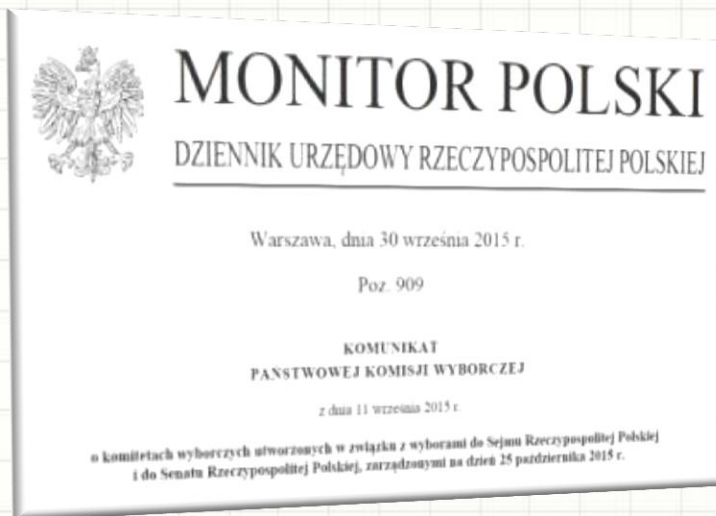 MONITOR POLSKI
DZIENNIK URZĘDOWY RZECZYPOSPOLITEJ POLSKIEJ
Warszawa, dnia 30 września 2015 r.
Poz. 909
KOMUNIKAT
PAŃSTWOWEJ KOMISJI WYBORCZEJ
z dnia 11 września 2015 r.
o komitetach wyborczych utworzonych w związku z wyborami do Sejmu Rzeczypospolitej Polskiej
i do Senatu Rzeczypospolitej Polskiej, zarządzonymi na dzień 25 października 2015 r.